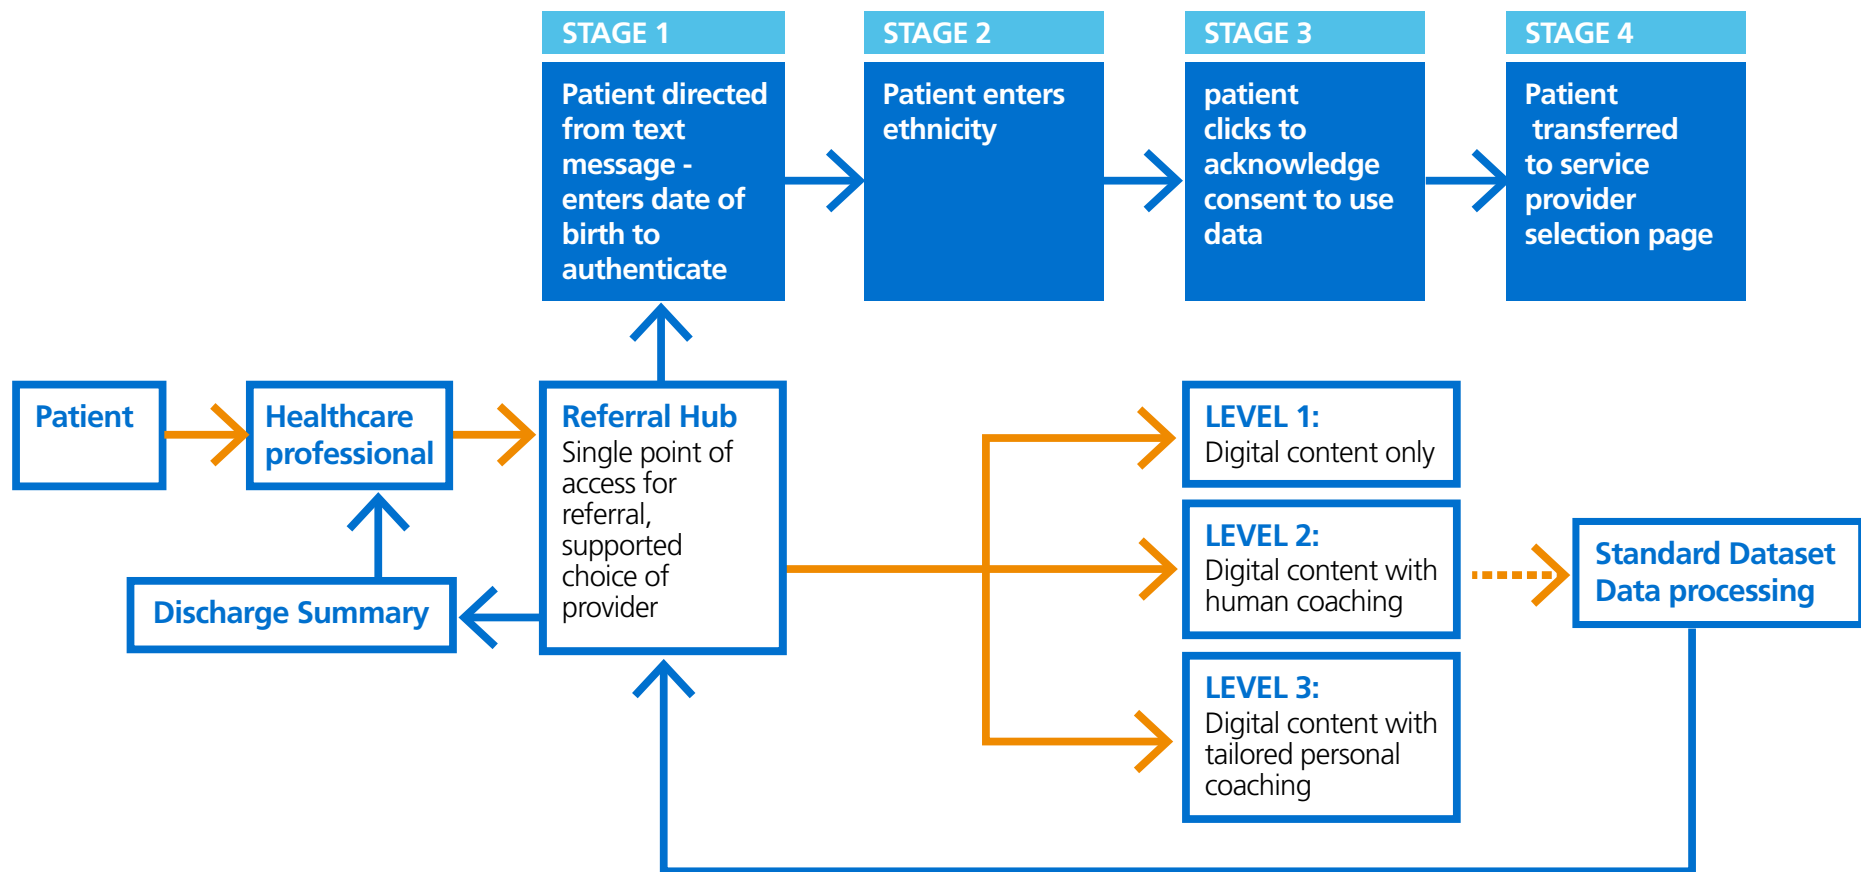 STAGE 1
Patient directed
from text
message -
enters date of
birth to
authenticate
STAGE 2
Patient enters
ethnicity
STAGE 3
patient
clicks to
acknowledge
consent to use
data
STAGE 4
Patient
transferred
to service
provider
selection page
Patient
Healthcare
professional
Referral Hub
Single point of
access for
referral,
supported
choice of
provider
Discharge Summary
LEVEL 1:
Digital content only
LEVEL 2:
Digital content with
human coaching
LEVEL 3:
Digital content with
tailored personal
coaching
Standard Dataset
Data processing